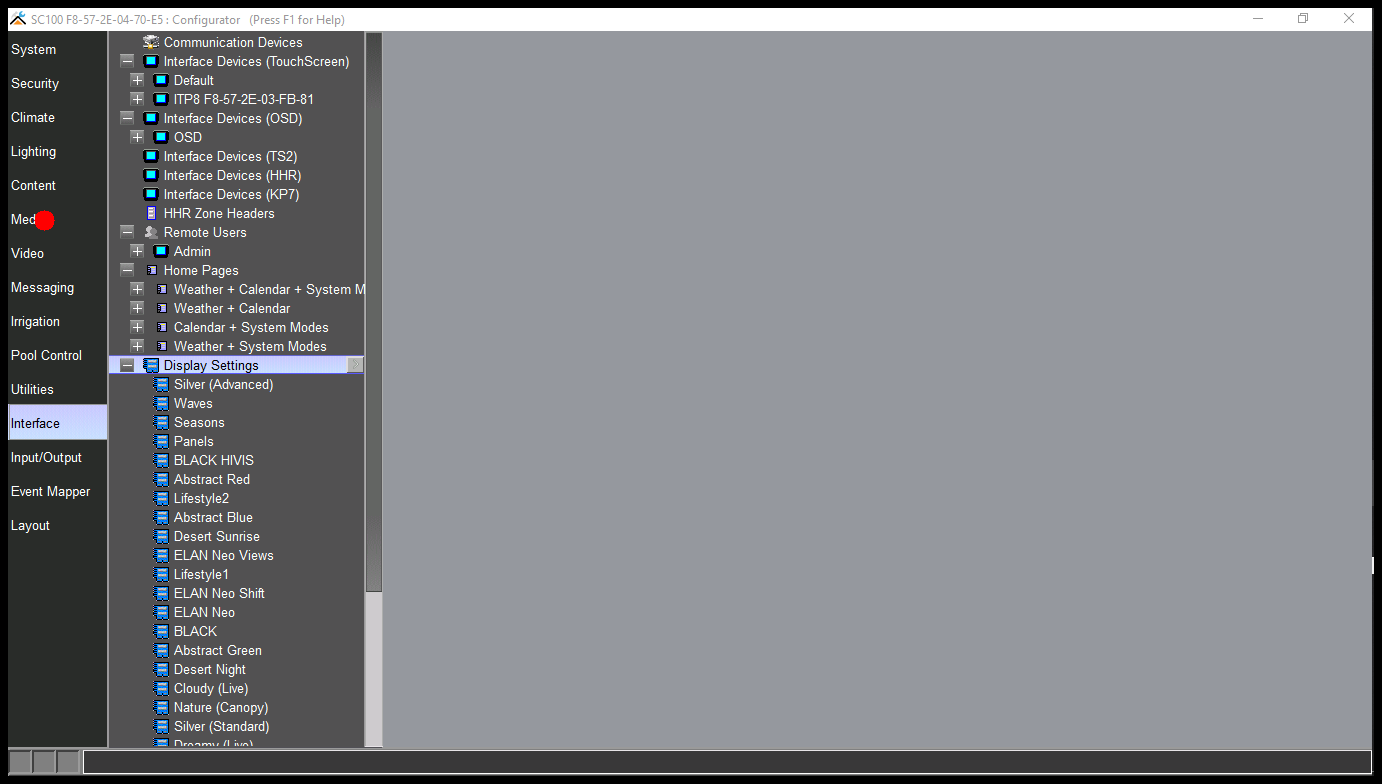 SC100 F8-57-2E-04-70-E5 : Configurator (Press F1 for Help)
System
Security
Climate
Lighting
Content
Med
Video
Messaging
Irrigation
Pool Control
Utilities
Interface
Input/Output
Event Mapper
Layout
Communication Devices
Interface Devices (TouchScreen)
Default
ITP8 F8-57-2E-03-FB-81
Interface Devices (OSD)
OSD
Interface Devices (TS2)
Interface Devices (HHR)
Interface Devices (KP7)
HHR Zone Headers
Remote Users
Admin
Home Pages
Weather + Calendar + System M
Weather + Calendar
Calendar + System Modes
Weather + System Modes
Display Settings
Silver (Advanced)
Waves
Seasons
Panels
BLACK HIVIS
Abstract Red
Lifestyle2
Abstract Blue
Desert Sunrise
ELAN Neo Views
Lifestyle1
ELAN Neo Shift
ELAN Neo
BLACK
Abstract Green
Desert Night
Cloudy (Live)
Nature (Canopy)
Silver (Standard)
Dreamy (Live)